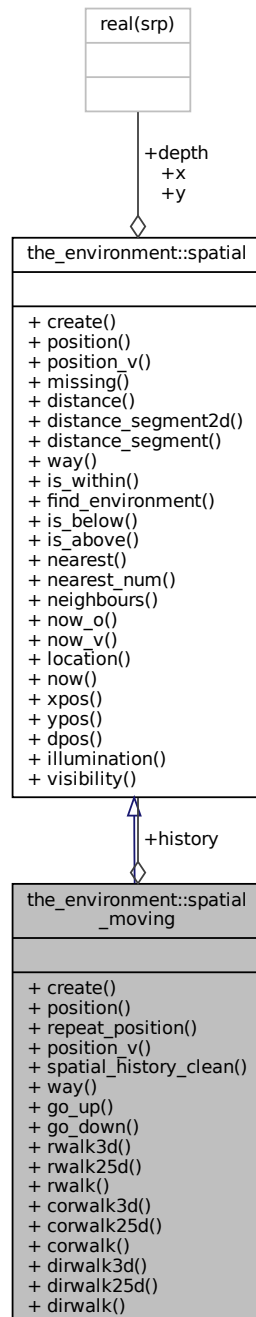 real(srp)
+depth
+x
+y
the_environment::spatial
+ create()
+ position()
+ position_v()
+ missing()
+ distance()
+ distance_segment2d()
+ distance_segment()
+ way()
+ is_within()
+ find_environment()
+ is_below()
+ is_above()
+ nearest()
+ nearest_num()
+ neighbours()
+ now_o()
+ now_v()
+ location()
+ now()
+ xpos()
+ ypos()
+ dpos()
+ illumination()
+ visibility()
+history
the_environment::spatial
_moving
+ create()
+ position()
+ repeat_position()
+ position_v()
+ spatial_history_clean()
+ way()
+ go_up()
+ go_down()
+ rwalk3d()
+ rwalk25d()
+ rwalk()
+ corwalk3d()
+ corwalk25d()
+ corwalk()
+ dirwalk3d()
+ dirwalk25d()
+ dirwalk()